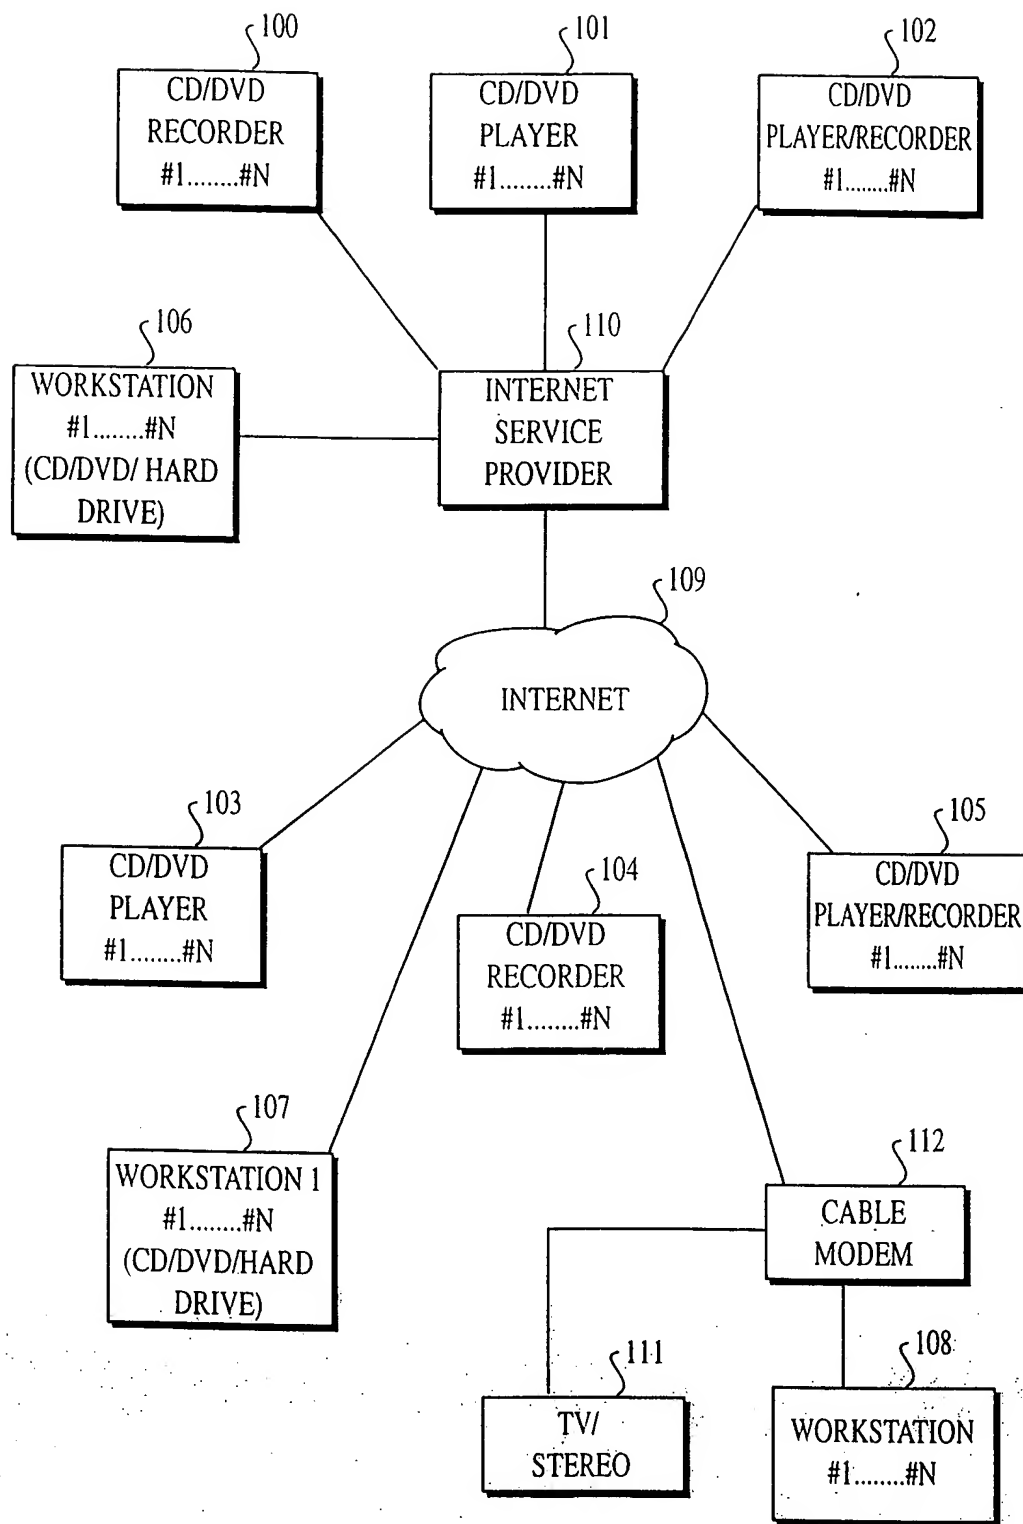 100
CD/DVD
RECORDER
#1........#N
101
CD/DVD
PLAYER
#1........#N
102
CD/DVD
PLAYER/RECORDER
#1........#N
106
WORKSTATION
#1........#N
(CD/DVD/ HARD
DRIVE)
110
INTERNET
SERVICE
PROVIDER
109
INTERNET
103
CD/DVD
PLAYER
#1........#N
104
CD/DVD
RECORDER
#1........#N
105
CD/DVD
PLAYER/RECORDER
#1........#N
107
WORKSTATION 1
#1........#N
(CD/DVD/HARD
DRIVE)
112
CABLE
MODEM
111
TV/
STEREO
108
WORKSTATION
#1........#N